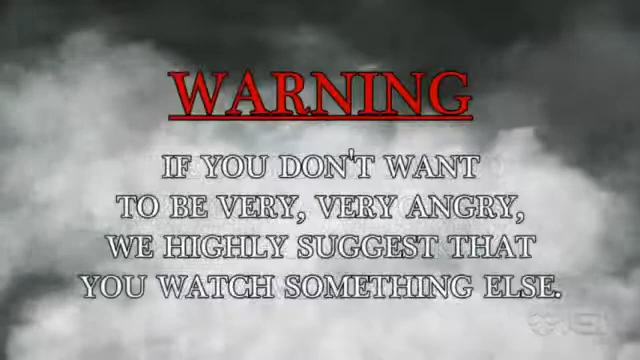 WARNING
IF YOU DON'T WANT
TO BE VERY, VERY ANGRY,
WE HIGHLY SUGGEST THAT
YOU WATCH SOMETHING ELSE.